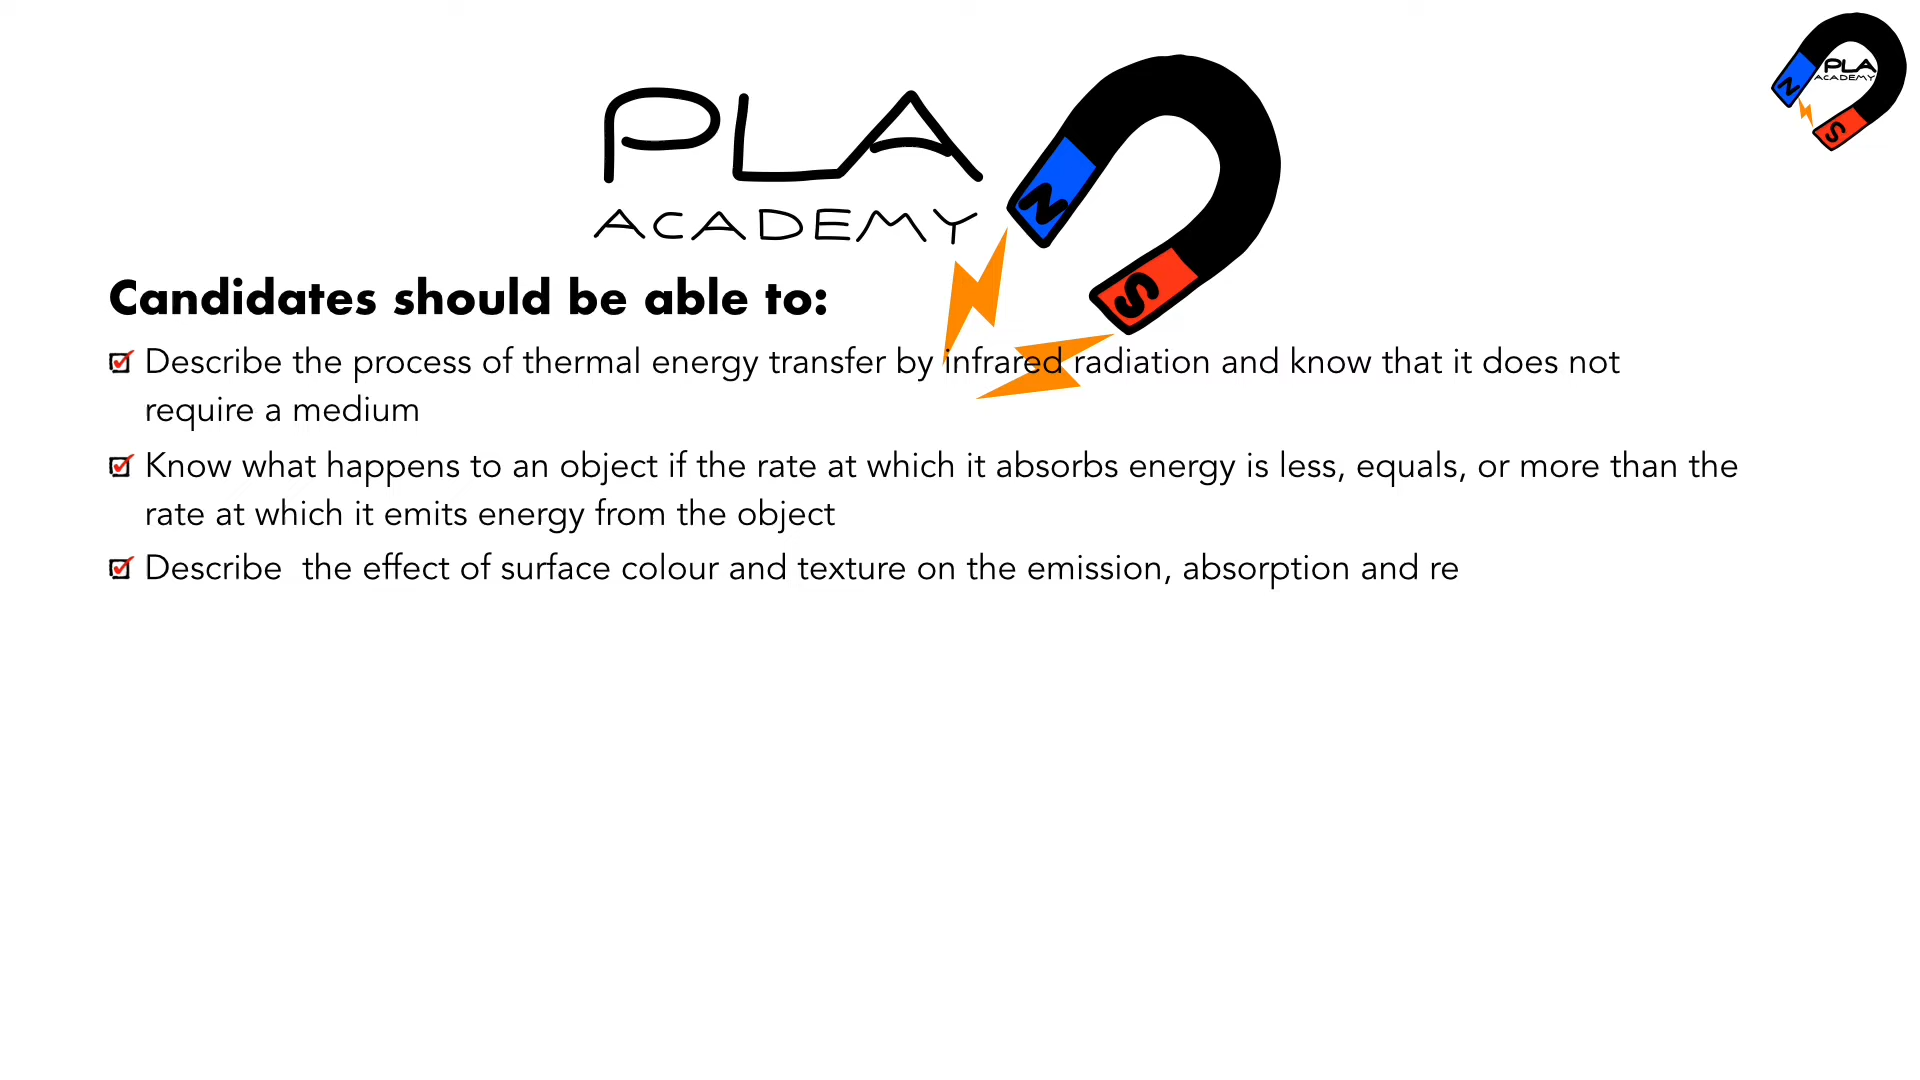 PLA
ACADEMY
N
S
PLA
ACADEMY
N
S
Candidates should be able to:
Describe the process of thermal energy transfer by infrared radiation and know that it does not
require a medium
Know what happens to an object if the rate at which it absorbs energy is less, equals, or more than the
rate at which it emits energy from the object
Describe  the effect of surface colour and texture on the emission, absorption and re